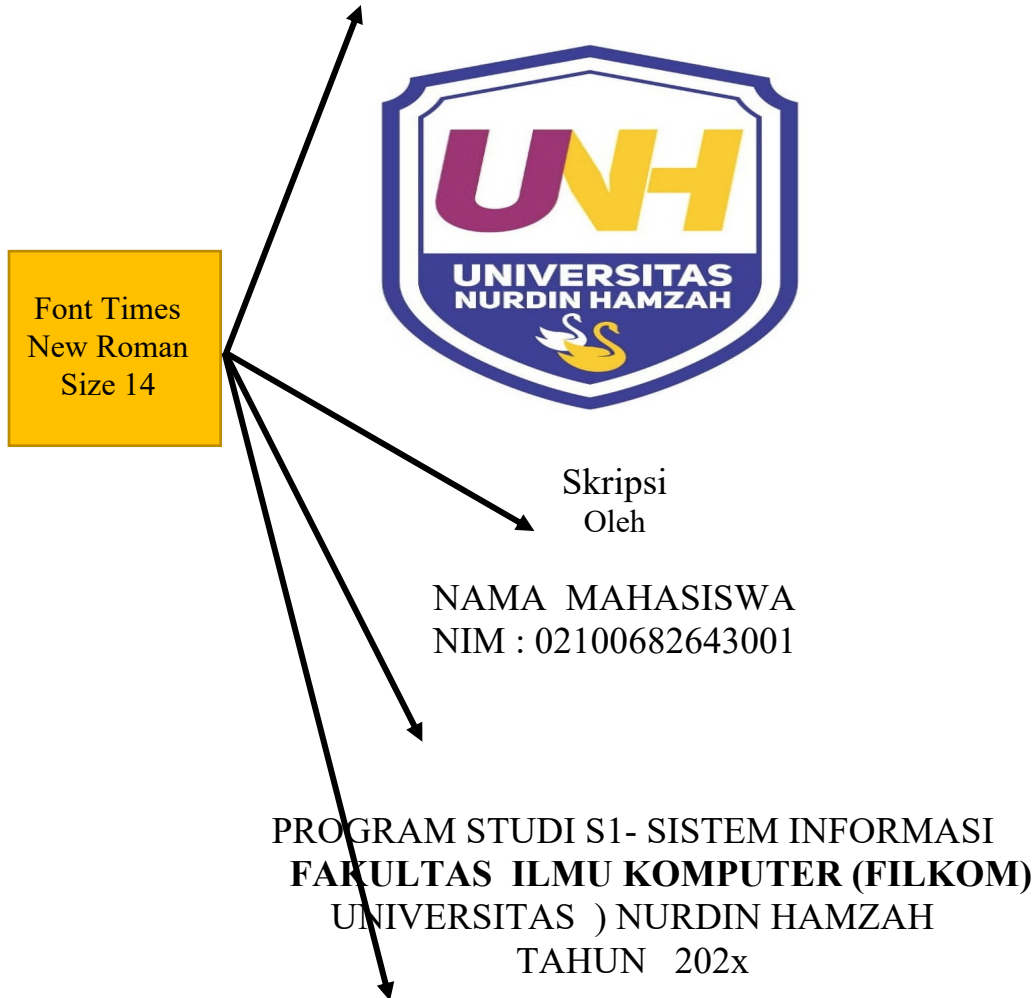 UNH
UNIVERSITAS
NURDIN HAMZAH
Font Times
New Roman
Size 14
Skripsi
Oleh
NAMA MAHASISWA
NIM : 02100682643001
PROGRAM STUDI S1- SISTEM INFORMASI
FAKULTAS ILMU KOMPUTER (FILKOM)
UNIVERSITAS ) NURDIN HAMZAH
TAHUN 202x